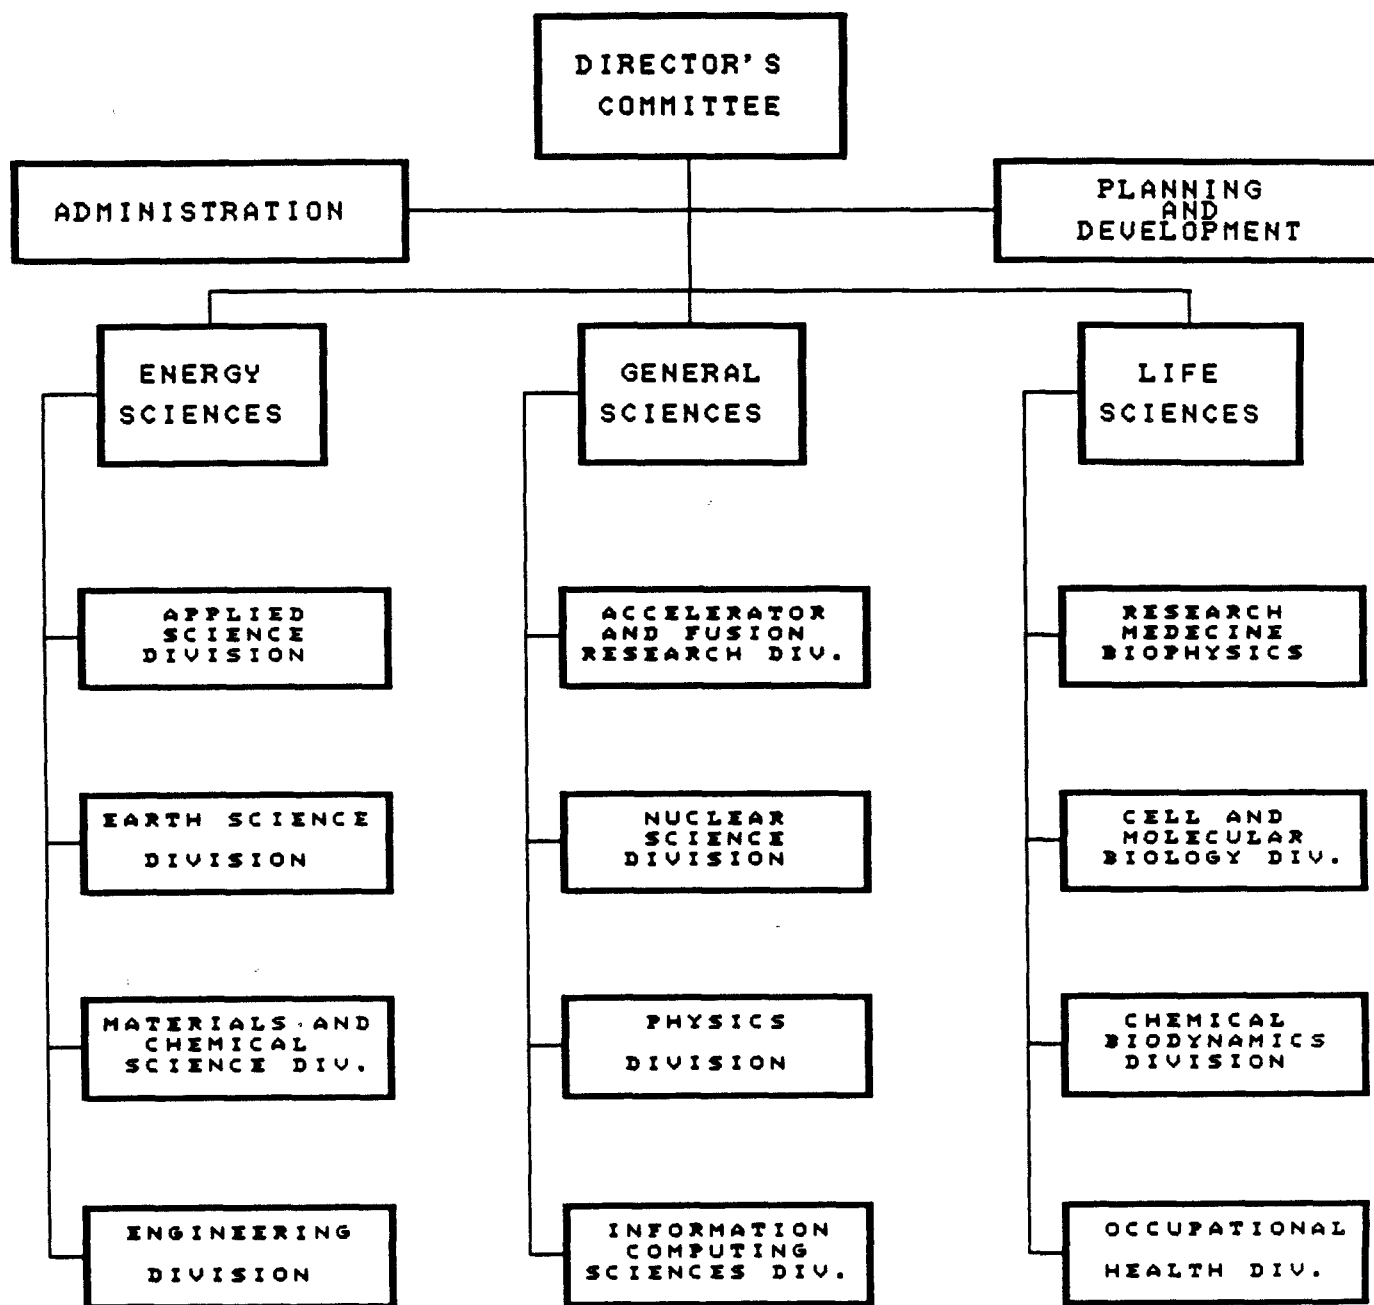 DIRECTOR'S
COMMITTEE
ADMINISTRATION
PLANNING
AND
DEVELOPMENT
ENERGY
SCIENCES
GENERAL
SCIENCES
LIFE
SCIENCES
APPLIED
SCIENCE
DIVISION
ACCELERATOR
AND FUSION
RESEARCH DIV.
RESEARCH
MEDECINE
BIOPHYSICS
EARTH SCIENCE
DIVISION
NUCLEAR
SCIENCE
DIVISION
CELL AND
MOLECULAR
BIOLOGY DIV.
MATERIALS AND
CHEMICAL
SCIENCE DIV.
PHYSICS
DIVISION
CHEMICAL
BIODYNAMICS
DIVISION
ENGINEERING
DIVISION
INFORMATION
COMPUTING
SCIENCES DIV.
OCCUPATIONAL
HEALTH DIV.